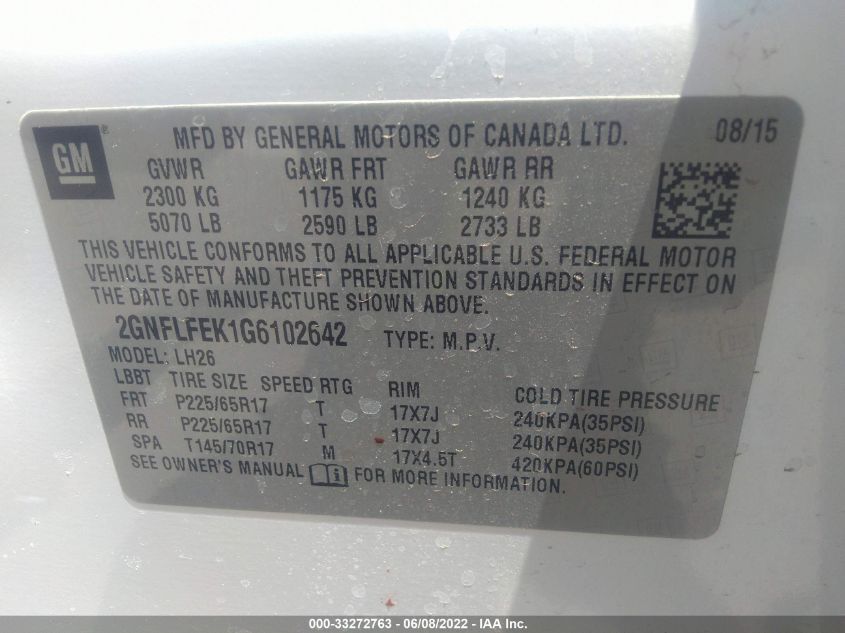 GM ®
MFD BY GENERAL MOTORS OF CANADA LTD. 08/15
GVWR GAWR FRT GAWR RR
2300 KG 1175 KG 1240 KG
5070 LB 2590 LB 2733 LB
THIS VEHICLE CONFORMS TO ALL APPLICABLE U.S. FEDERAL MOTOR
VEHICLE SAFETY AND THEFT PREVENTION STANDARDS IN EFFECT ON
THE DATE OF MANUFACTURE SHOWN ABOVE.
2GNFLFEK1G6102642 TYPE: M.P.V.
MODEL: LH26
LBBT TIRE SIZE SPEED RTG RIM COLD TIRE PRESSURE
FRT P225/65R17 T 17X7J 240KPA(35PSI)
RR P225/65R17 T 17X7J 240KPA(35PSI)
SPA T145/70R17 M 17X4.5T 420KPA(60PSI)
SEE OWNER'S MANUAL FOR MORE INFORMATION.
000-33272763 - 06/08/2022 - IAA Inc.